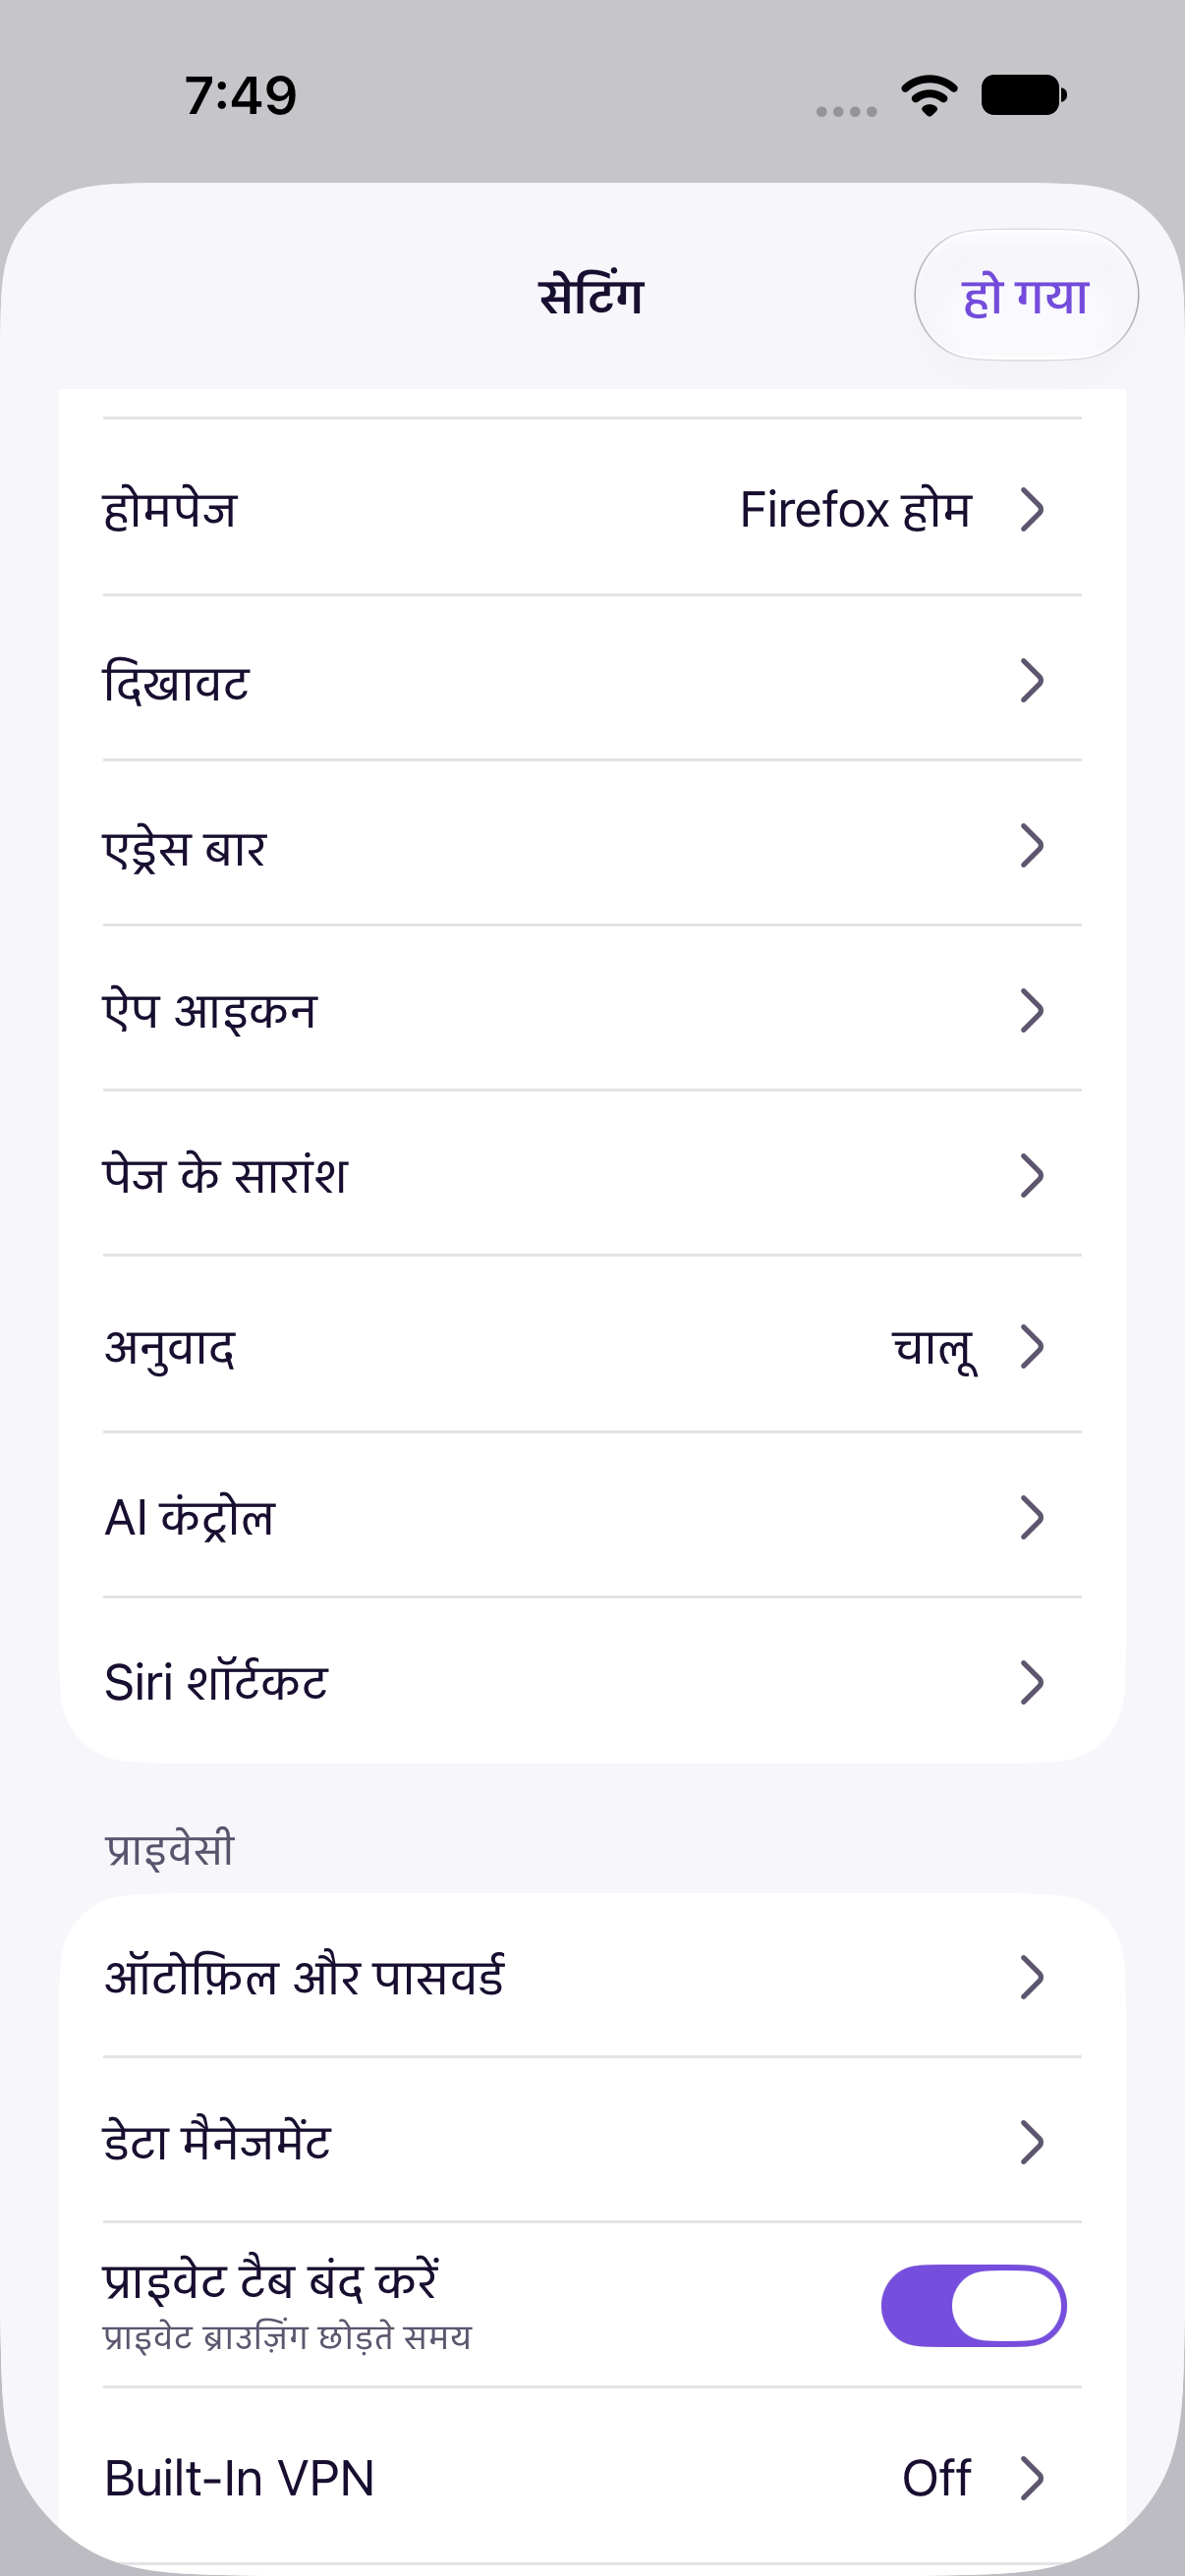 7:49
सेटिंग
हो गया
होमपेज
Firefox होम
दिखावट
एड्रेस बार
ऐप आइकन
पेज के सारांश
अनुवाद
चालू
AI कंट्रोल
Siri शॉर्टकट
प्राइवेसी
ऑटोफ़िल और पासवर्ड
डेटा मैनेजमेंट
प्राइवेट टैब बंद करें
प्राइवेट ब्राउज़िंग छोड़ते समय
Built-In VPN
Off